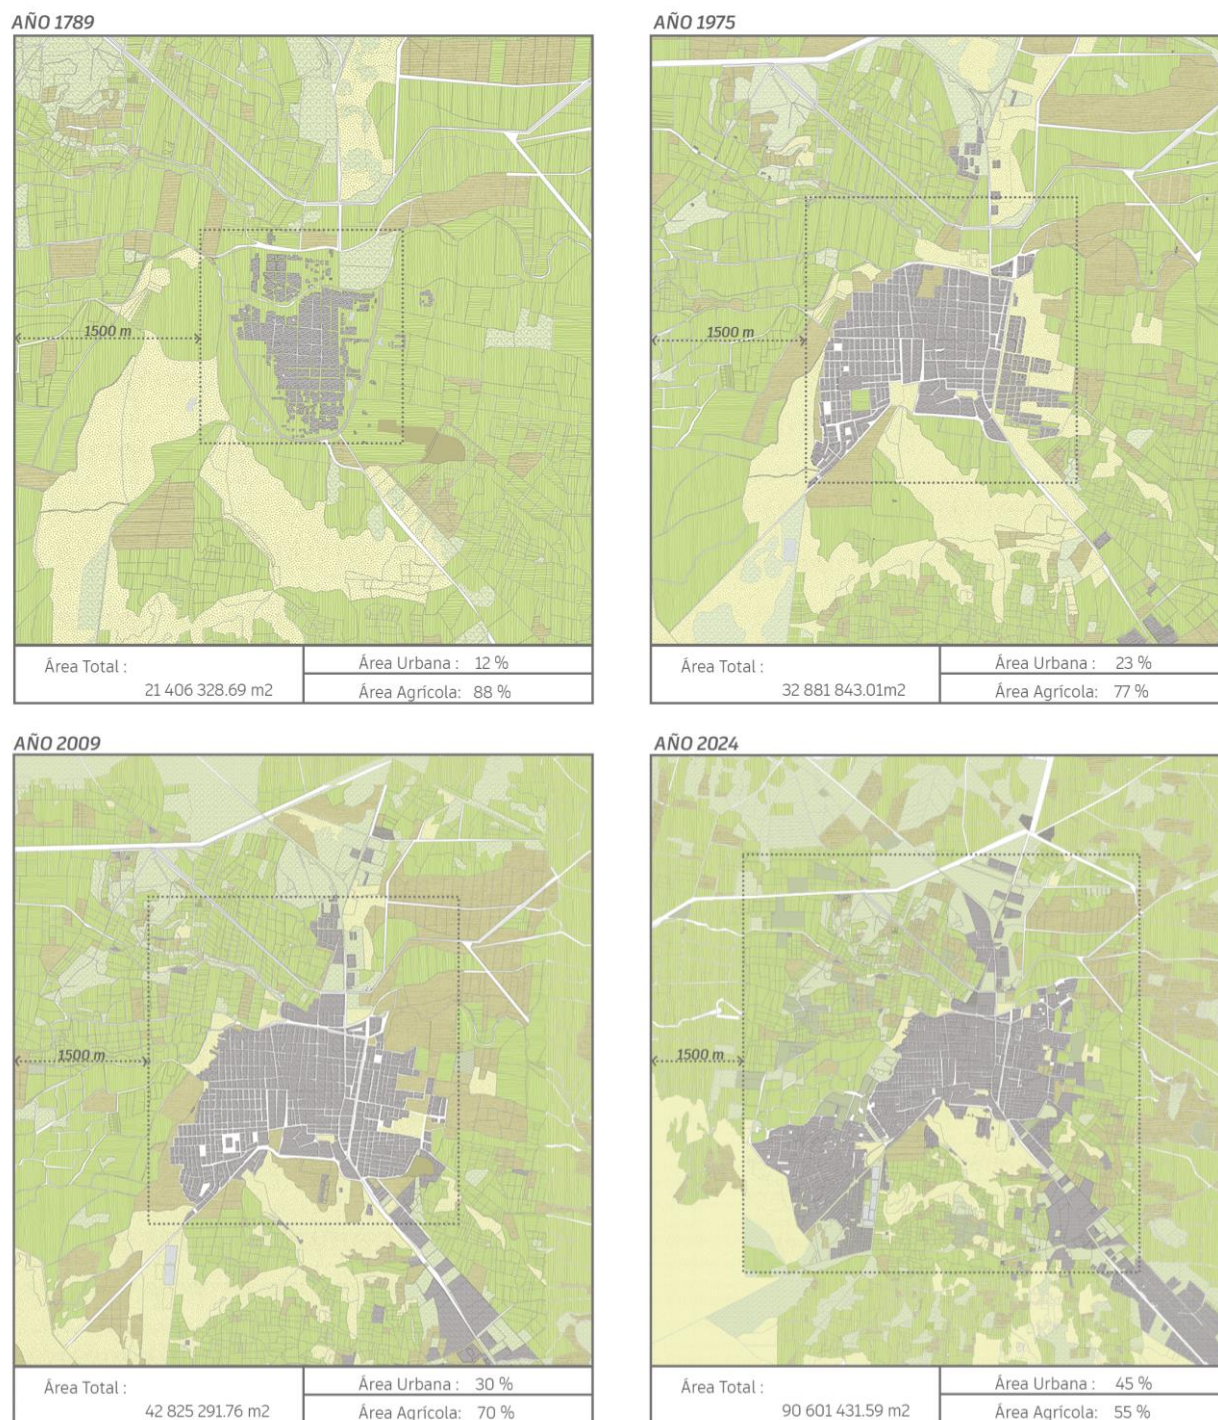 AÑO 1789
1500 m
Área Total :
21 406 328.69 m2
Área Urbana : 12 %
Área Agrícola: 88 %
AÑO 1975
1500 m
Área Total :
32 881 843.01m2
Área Urbana : 23 %
Área Agrícola: 77 %
AÑO 2009
1500 m
Área Total :
42 825 291.76 m2
Área Urbana : 30 %
Área Agrícola: 70 %
AÑO 2024
1500 m
Área Total :
90 601 431.59 m2
Área Urbana : 45 %
Área Agrícola: 55 %